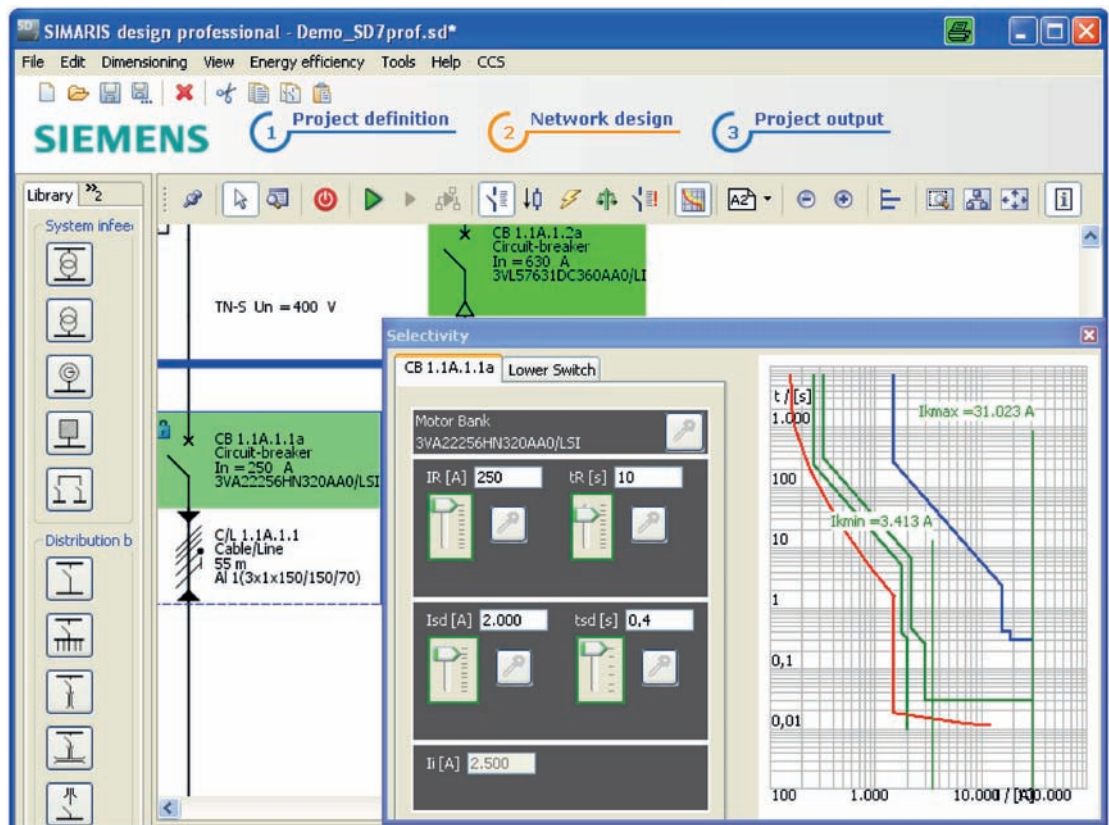 SD SIMARIS design professional - Demo_SD7prof.sd*
File Edit Dimensioning View Energy efficiency Tools Help CCS
SIEMENS
1 Project definition
2 Network design
3 Project output
Library »2
A2
System infee
Distribution b
CB 1.1A.1.2a
Circuit-breaker
In = 630 A
3VL57631DC360AA0/LI
TN-S Un = 400 V
CB 1.1A.1.1a
Circuit-breaker
In = 250 A
3VA22256HN320AA0/LSI
C/L 1.1A.1.1
Cable/Line
55 m
Al 1(3x1x150/150/70)
Selectivity
CB 1.1A.1.1a Lower Switch
Motor Bank
3VA22256HN320AA0/LSI
IR [A] 250 tR [s] 10
Isd [A] 2.000 tsd [s] 0,4
Ii [A] 2.500
t / [s]
1.000
100
10
1
0,1
0,01
Ikmax =31.023 A
Ikmin =3.413 A
100 1.000 10.000